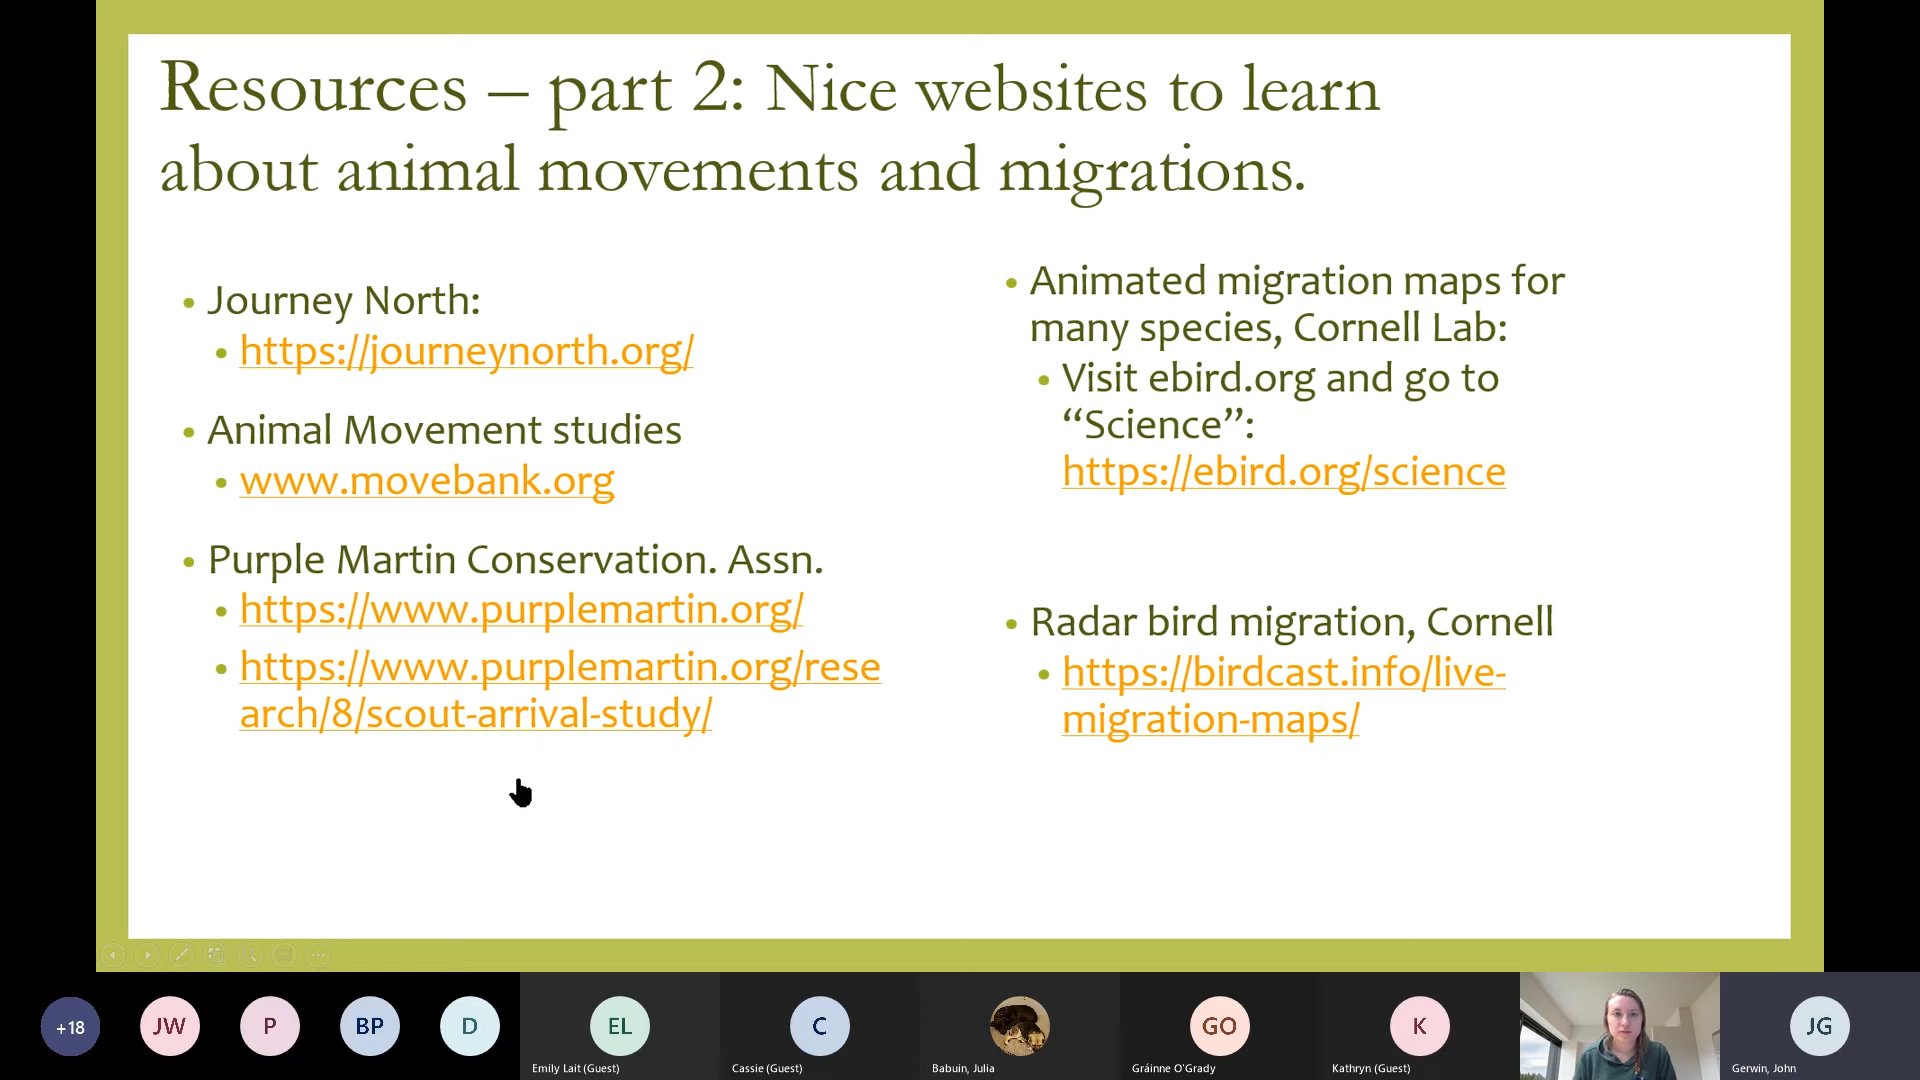 Resources – part 2: Nice websites to learn
about animal movements and migrations.
• Journey North:
• https://journeynorth.org/
• Animal Movement studies
• www.movebank.org
• Purple Martin Conservation. Assn.
• https://www.purplemartin.org/
• https://www.purplemartin.org/rese
arch/8/scout-arrival-study/
• Animated migration maps for
many species, Cornell Lab:
• Visit ebird.org and go to
“Science”:
https://ebird.org/science
• Radar bird migration, Cornell
• https://birdcast.info/live-
migration-maps/
+18
JW
P
BP
D
EL
Emily Lait (Guest)
C
Cassie (Guest)
Babuin, Julia
GO
Gráinne O'Grady
K
Kathryn (Guest)
JG
Gerwin, John